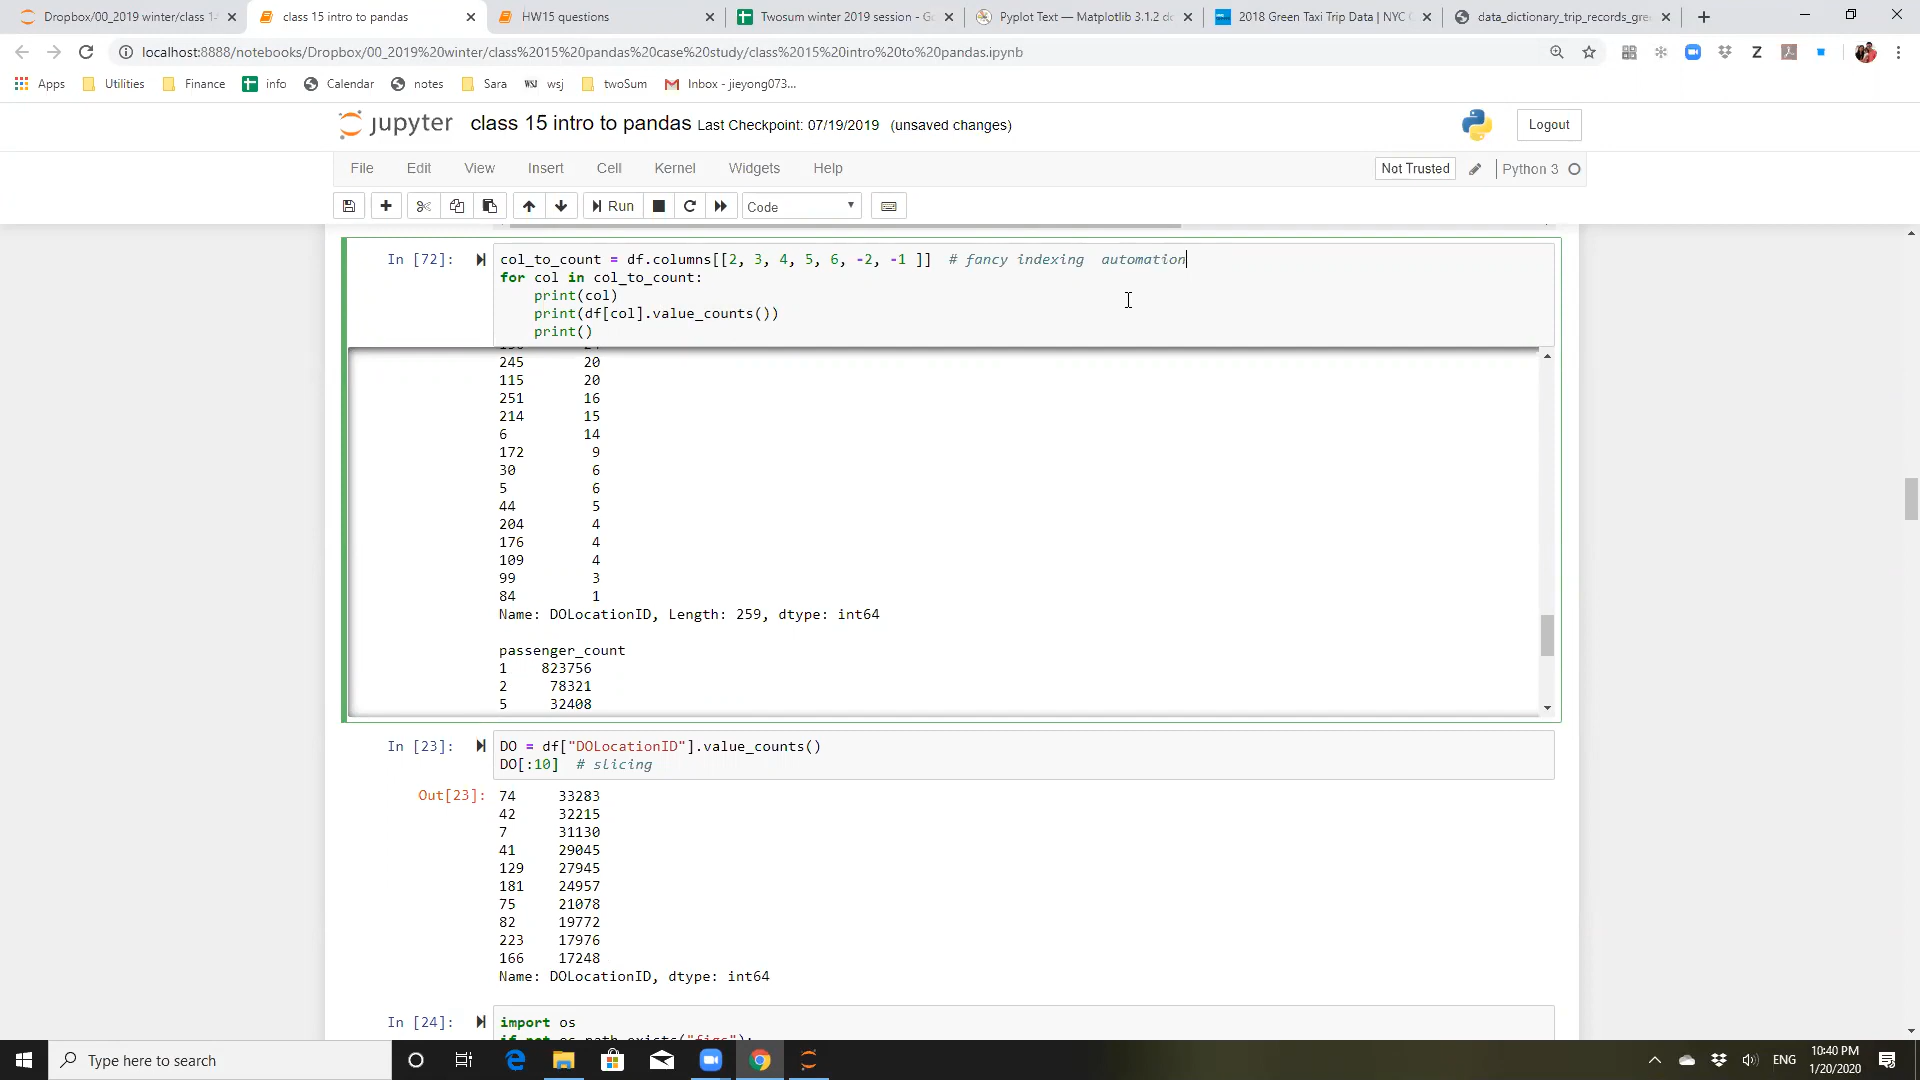 Dropbox/00_2019 winter/class 1
class 15 intro to pandas
HW15 questions
Twosum winter 2019 session - Go
Pyplot Text — Matplotlib 3.1.2 do
2018 Green Taxi Trip Data | NYC
data_dictionary_trip_records_gre
localhost:8888/notebooks/Dropbox/00_2019%20winter/class%2015%20pandas%20case%20study/class%2015%20intro%20to%20pandas.ipynb
Apps
Utilities
Finance
info
Calendar
notes
Sara
WSJ wsj
twoSum
Inbox - jieyong073...
jupyter class 15 intro to pandas Last Checkpoint: 07/19/2019 (unsaved changes)
Logout
File Edit View Insert Cell Kernel Widgets Help
Not Trusted
Python 3
Run
Code
In [72]:
col_to_count = df.columns[[2, 3, 4, 5, 6, -2, -1 ]]  # fancy indexing  automation
for col in col_to_count:
    print(col)
    print(df[col].value_counts())
    print()
245 20
115 20
251 16
214 15
6 14
172 9
30 6
5 6
44 5
204 4
176 4
109 4
99 3
84 1
Name: DOLocationID, Length: 259, dtype: int64
passenger_count
1 823756
2 78321
5 32408
In [23]:
DO = df["DOLocationID"].value_counts()
DO[:10]  # slicing
Out[23]:
74 33283
42 32215
7 31130
41 29045
129 27945
181 24957
75 21078
82 19772
223 17976
166 17248
Name: DOLocationID, dtype: int64
In [24]:
import os
Type here to search
ENG
10:40 PM
1/20/2020